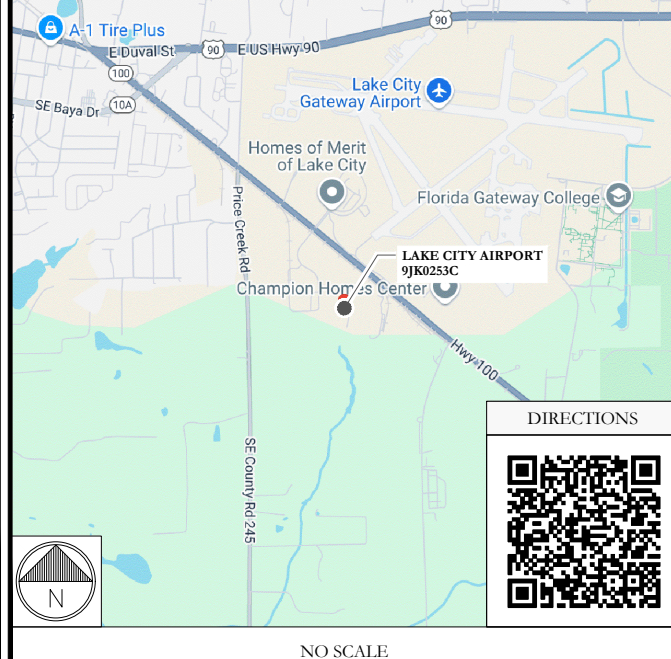 90
A-1 Tire Plus
E Duval St
90
E US Hwy 90
100
SE Baya Dr
10A
Lake City
Gateway Airport
Homes of Merit
of Lake City
Florida Gateway College
Price Creek Rd
LAKE CITY AIRPORT
9JK0253C
Champion Homes Center
Hwy 100
DIRECTIONS
SE County Rd 245
N
NO SCALE